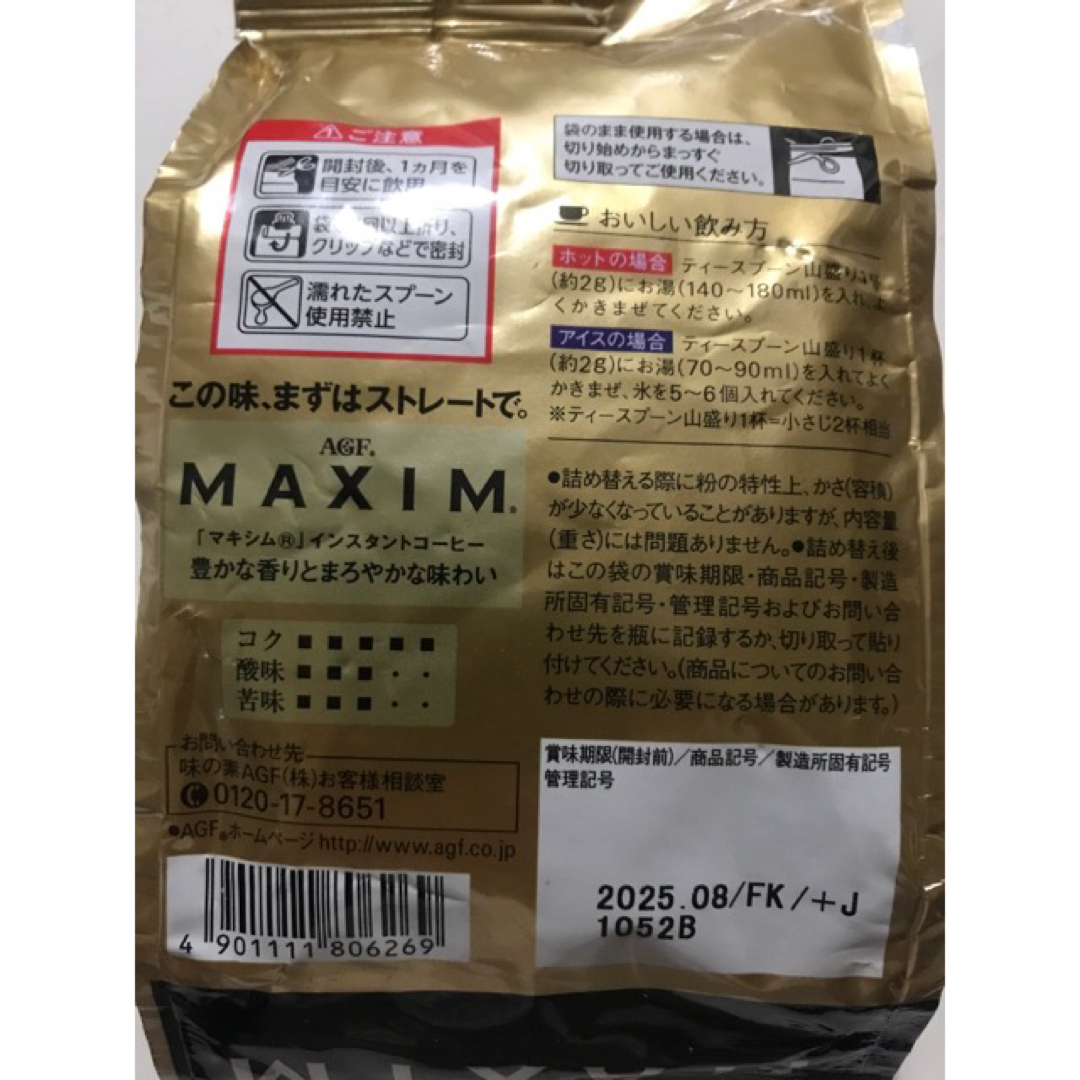 ご注意
開封後、1ヵ月を
目安に飲用
袋 回以上折り、
クリップなどで密封
濡れたスプーン
使用禁止
この味、まずはストレートで。
AGF®
MAXIM®
「マキシム®」インスタントコーヒー
豊かな香りとまろやかな味わい
コク ■ ■ ■ ■ ■
酸味 ■ ■ ■ ・ ・
苦味 ■ ■ ■ ・ ・
お問い合わせ先
味の素AGF(株)お客様相談室
0120-17-8651
●AGF®ホームページ http://www.agf.co.jp
4 901111 806269
袋のまま使用する場合は、
切り始めからまっすぐ
切り取ってご使用ください。
おいしい飲み方
ホットの場合 ティースプーン山盛り1杯
(約2g)にお湯(140～180ml)を入れ、よ
くかきまぜてください。
アイスの場合 ティースプーン山盛り1杯
(約2g)にお湯(70～90ml)を入れてよく
かきまぜ、氷を5～6個入れてください。
※ティースプーン山盛り1杯=小さじ2杯相当
●詰め替える際に粉の特性上、かさ(容積)
が少なくなっていることがありますが、内容量
(重さ)には問題ありません。●詰め替え後
はこの袋の賞味期限・商品記号・製造
所固有記号・管理記号およびお問い合
わせ先を瓶に記録するか、切り取って貼り
付けてください。(商品についてのお問い合
わせの際に必要になる場合があります。)
賞味期限(開封前)/商品記号/製造所固有記号
管理記号
2025.08/FK/+J
1052B